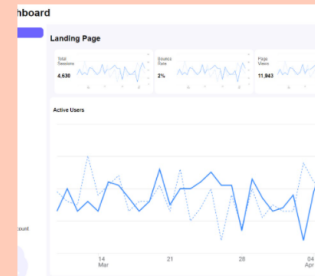 hboard
Landing Page
Total
Sessions
4,630
Bounce
Rate
2%
Page
Views
11,943
Active Users
ount
14
Mar
21
28
04
Apr